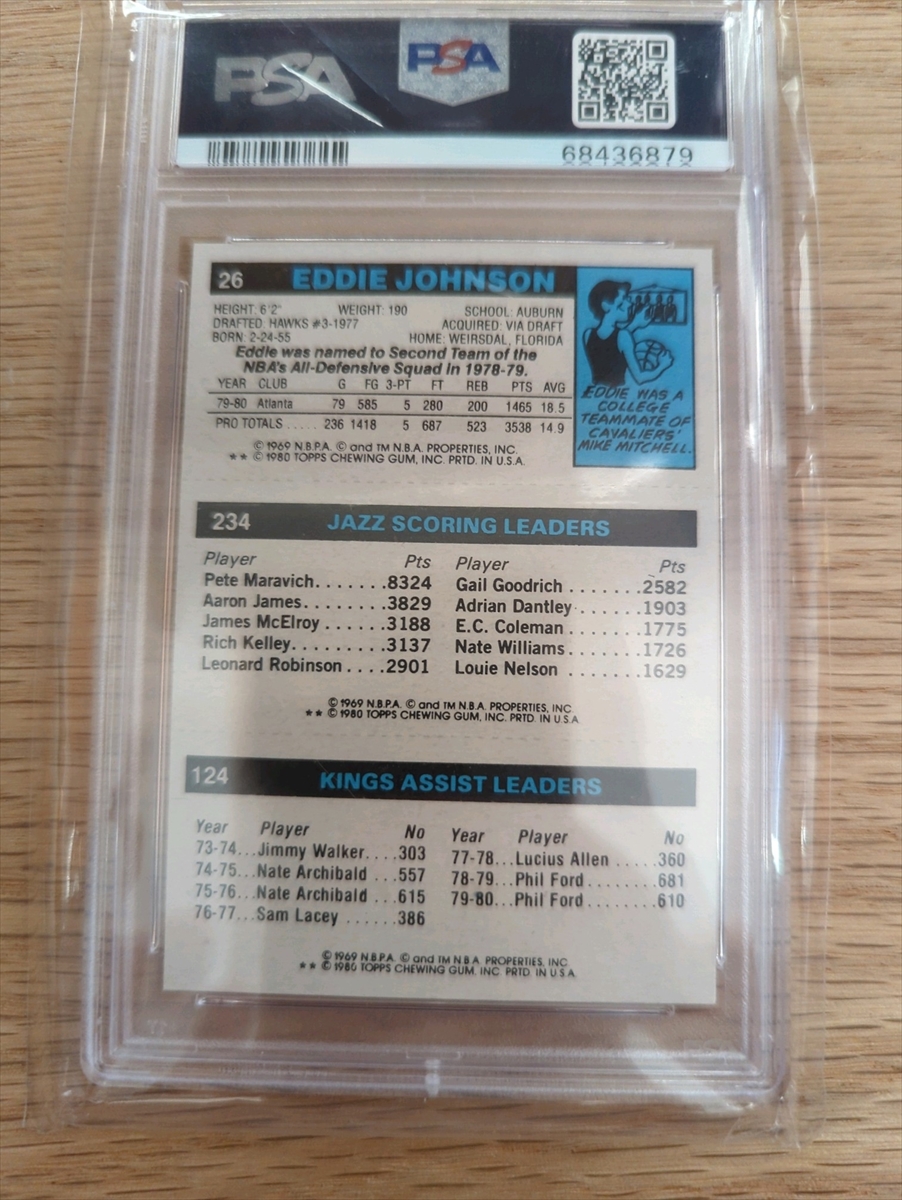 PSA PSA
68436879
26 EDDIE JOHNSON
HEIGHT: 6'2" WEIGHT: 190 SCHOOL: AUBURN
DRAFTED: HAWKS #3-1977 ACQUIRED: VIA DRAFT
BORN: 2-24-55 HOME: WEIRSDAL, FLORIDA
Eddie was named to Second Team of the
NBA's All-Defensive Squad in 1978-79.
YEAR CLUB G FG 3-PT FT REB PTS AVG
79-80 Atlanta 79 585 5 280 200 1465 18.5
PRO TOTALS ..... 236 1418 5 687 523 3538 14.9
© 1969 N.B.P.A. © and TM N.B.A. PROPERTIES, INC.
** © 1980 TOPPS CHEWING GUM, INC. PRTD. IN U.S.A.
EDDIE WAS A
COLLEGE
TEAMMATE OF
CAVALIERS'
MIKE MITCHELL.
234 JAZZ SCORING LEADERS
Player Pts Player Pts
Pete Maravich.......8324 Gail Goodrich.......2582
Aaron James........3829 Adrian Dantley.......1903
James McElroy......3188 E.C. Coleman.......1775
Rich Kelley.........3137 Nate Williams.......1726
Leonard Robinson....2901 Louie Nelson.......1629
© 1969 N.B.P.A. © and TM N.B.A. PROPERTIES, INC
** © 1980 TOPPS CHEWING GUM, INC. PRTD. IN U.S.A
124 KINGS ASSIST LEADERS
Year Player No Year Player No
73-74...Jimmy Walker....303 77-78...Lucius Allen.....360
74-75...Nate Archibald...557 78-79...Phil Ford........681
75-76...Nate Archibald...615 79-80...Phil Ford........610
76-77...Sam Lacey......386
© 1969 N.B.P.A. © and TM N.B.A. PROPERTIES, INC
** © 1980 TOPPS CHEWING GUM, INC PRTD IN U.S.A